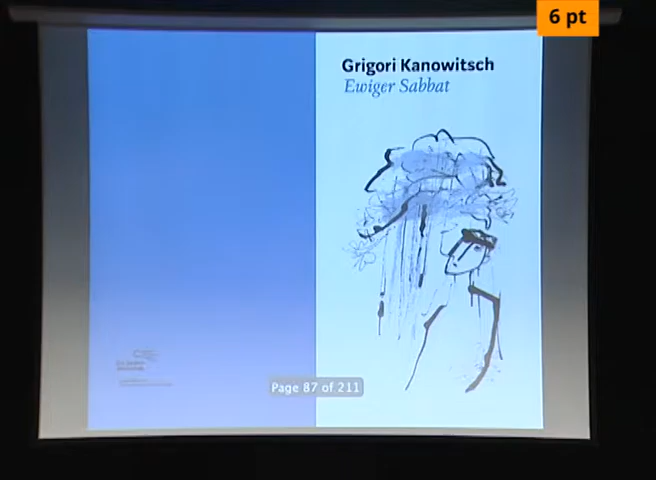 6 pt
Grigori Kanowitsch
Ewiger Sabbat
Page 87 of 211